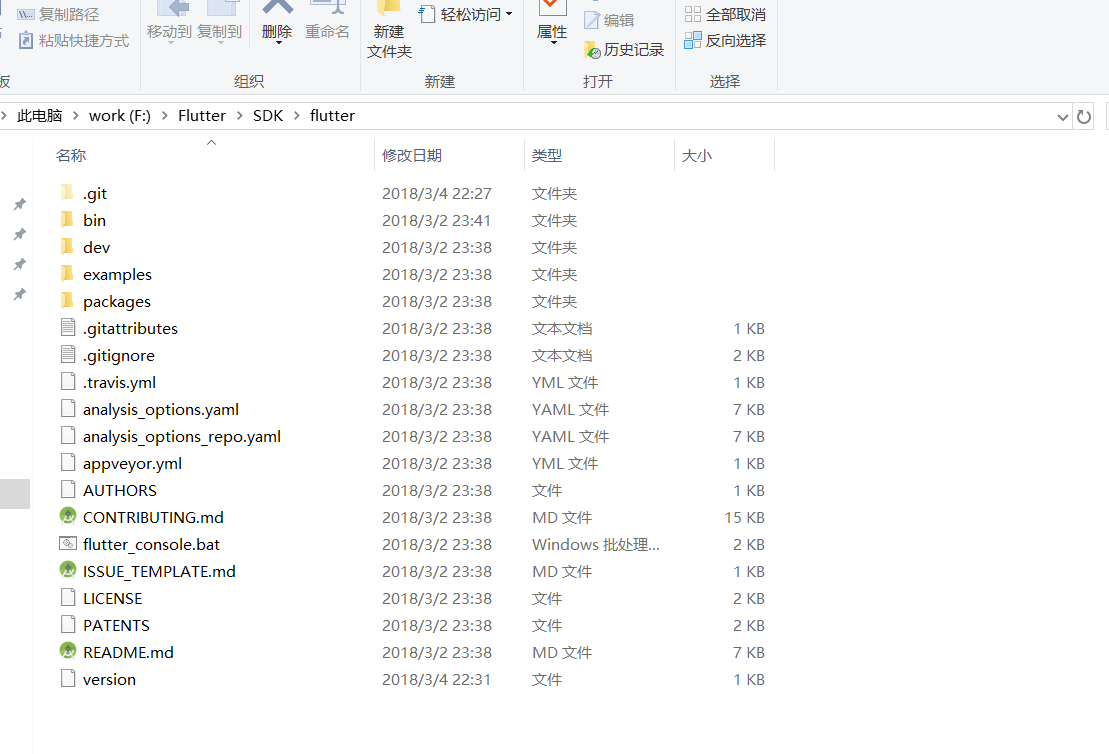 复制路径 移动到 复制到 删除 重命名 新建 轻松访问 属性 编辑 全部取消
粘贴快捷方式 文件夹 历史记录 反向选择
板 组织 新建 打开 选择
此电脑 work (F:) Flutter SDK flutter
名称 修改日期 类型 大小
.git 2018/3/4 22:27 文件夹
bin 2018/3/2 23:41 文件夹
dev 2018/3/2 23:38 文件夹
examples 2018/3/2 23:38 文件夹
packages 2018/3/2 23:38 文件夹
.gitattributes 2018/3/2 23:38 文本文档 1 KB
.gitignore 2018/3/2 23:38 文本文档 2 KB
.travis.yml 2018/3/2 23:38 YML 文件 1 KB
analysis_options.yaml 2018/3/2 23:38 YAML 文件 7 KB
analysis_options_repo.yaml 2018/3/2 23:38 YAML 文件 7 KB
appveyor.yml 2018/3/2 23:38 YML 文件 1 KB
AUTHORS 2018/3/2 23:38 文件 1 KB
CONTRIBUTING.md 2018/3/2 23:38 MD 文件 15 KB
flutter_console.bat 2018/3/2 23:38 Windows 批处理... 2 KB
ISSUE_TEMPLATE.md 2018/3/2 23:38 MD 文件 1 KB
LICENSE 2018/3/2 23:38 文件 2 KB
PATENTS 2018/3/2 23:38 文件 2 KB
README.md 2018/3/2 23:38 MD 文件 7 KB
version 2018/3/4 22:31 文件 1 KB